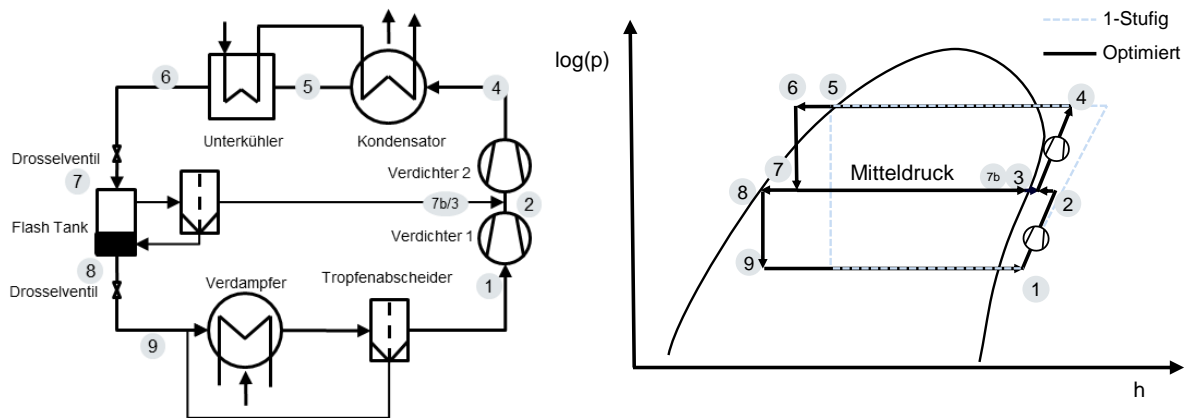 6
5
4
Unterkühler
Kondensator
Drosselventil
7
Verdichter 2
7b/3
2
Flash Tank
Verdichter 1
8
Drosselventil
Verdampfer
Tropfenabscheider
1
9
log(p)
1-Stufig
Optimiert
6
5
4
7
Mitteldruck
7b
3
8
2
9
1
h